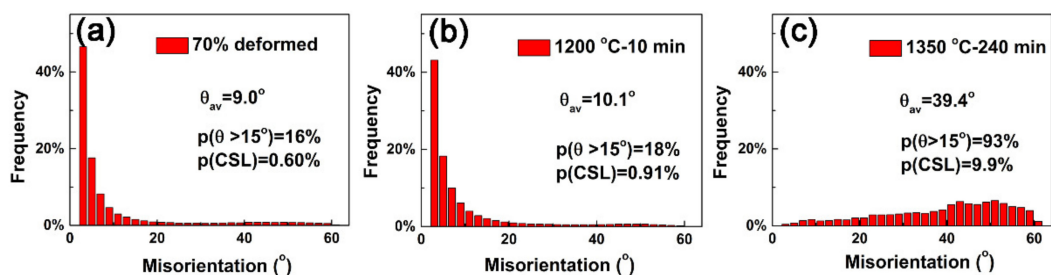 (a)
70% deformed
θav=9.0°
p(θ >15°)=16%
p(CSL)=0.60%
Frequency
40%
20%
0%
0 20 40 60
Misorientation (°)
(b)
1200 °C-10 min
θav=10.1°
p(θ >15°)=18%
p(CSL)=0.91%
Frequency
40%
20%
0%
0 20 40 60
Misorientation (°)
(c)
1350 °C-240 min
θav=39.4°
p(θ>15°)=93%
p(CSL)=9.9%
Frequency
40%
20%
0%
0 20 40 60
Misorientation (°)